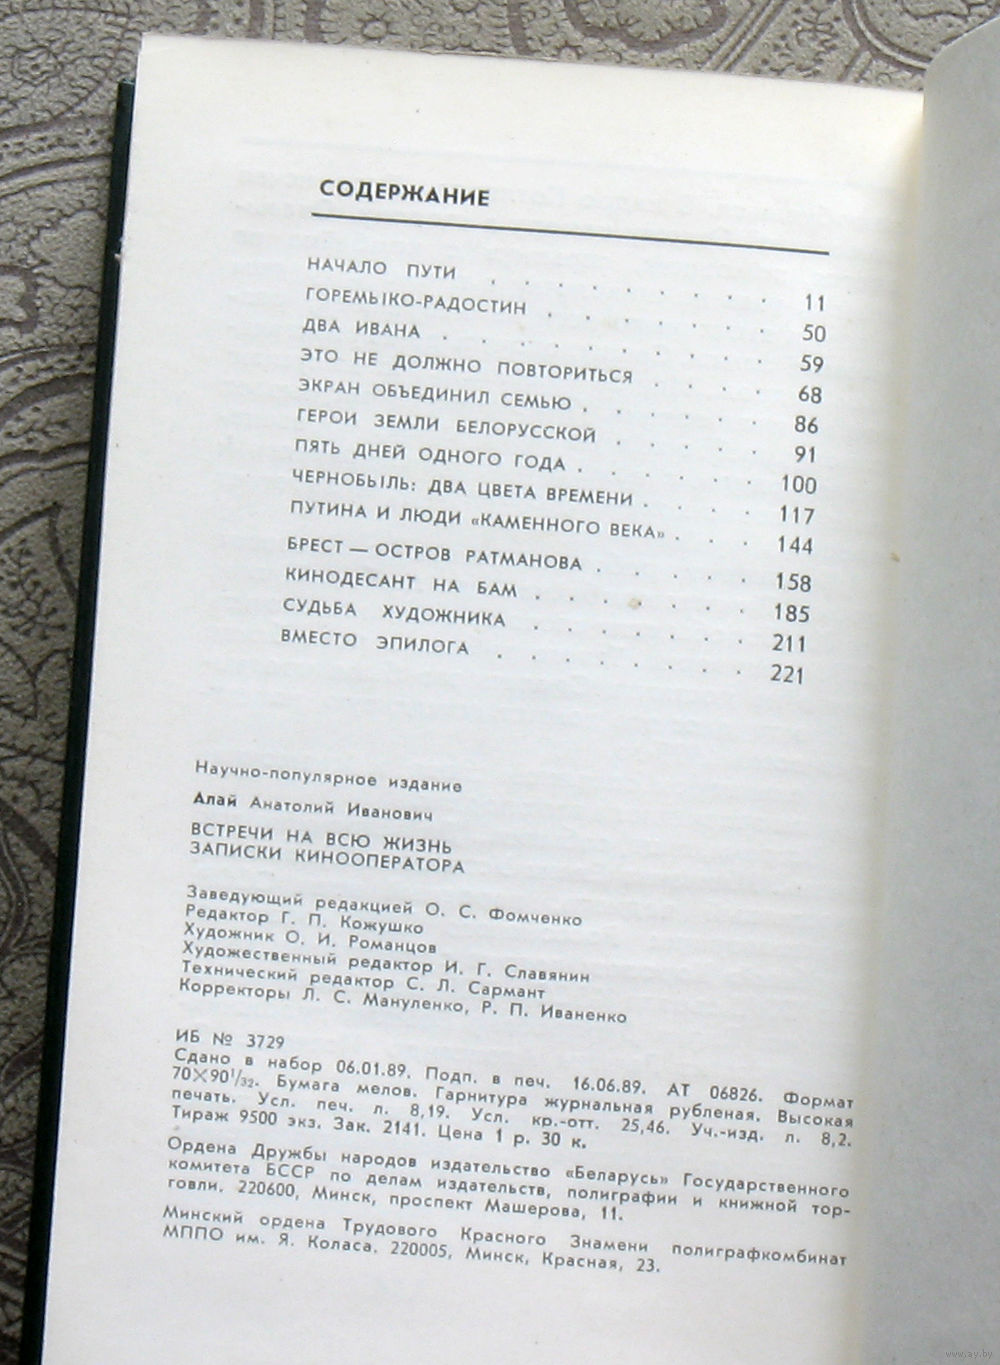 СОДЕРЖАНИЕ
НАЧАЛО ПУТИ . . . . . . . . 11
ГОРЕМЫКО-РАДОСТИН . . . . . . 50
ДВА ИВАНА . . . . . . . . . 59
ЭТО НЕ ДОЛЖНО ПОВТОРИТЬСЯ . . . . 68
ЭКРАН ОБЪЕДИНИЛ СЕМЬЮ . . . . . . 86
ГЕРОИ ЗЕМЛИ БЕЛОРУССКОЙ . . . . . 91
ПЯТЬ ДНЕЙ ОДНОГО ГОДА . . . . . . 100
ЧЕРНОБЫЛЬ: ДВА ЦВЕТА ВРЕМЕНИ . . . . 117
ПУТИНА И ЛЮДИ «КАМЕННОГО ВЕКА» . . . 144
БРЕСТ — ОСТРОВ РАТМАНОВА . . . . . 158
КИНОДЕСАНТ НА БАМ . . . . . . . 185
СУДЬБА ХУДОЖНИКА . . . . . . . 211
ВМЕСТО ЭПИЛОГА . . . . . . . . 221
Научно-популярное издание
Алай Анатолий Иванович
ВСТРЕЧИ НА ВСЮ ЖИЗНЬ
ЗАПИСКИ КИНООПЕРАТОРА
Заведующий редакцией О. С. Фомченко
Редактор Г. П. Кожушко
Художник О. И. Романцов
Художественный редактор И. Г. Славянин
Технический редактор С. Л. Сармант
Корректоры Л. С. Мануленко, Р. П. Иваненко
ИБ № 3729
Сдано в набор 06.01.89. Подп. в печ. 16.06.89. АТ 06826. Формат
70×90¹/₃₂. Бумага мелов. Гарнитура журнальная рубленая. Высокая
печать. Усл. печ. л. 8,19. Усл. кр.-отт. 25,46. Уч.-изд. л. 8,2.
Тираж 9500 экз. Зак. 2141. Цена 1 р. 30 к.
Ордена Дружбы народов издательство «Беларусь» Государственного
комитета БССР по делам издательств, полиграфии и книжной тор-
говли. 220600, Минск, проспект Машерова, 11.
Минский ордена Трудового Красного Знамени полиграфкомбинат
МППО им. Я. Коласа. 220005, Минск, Красная, 23.
www.ay.by